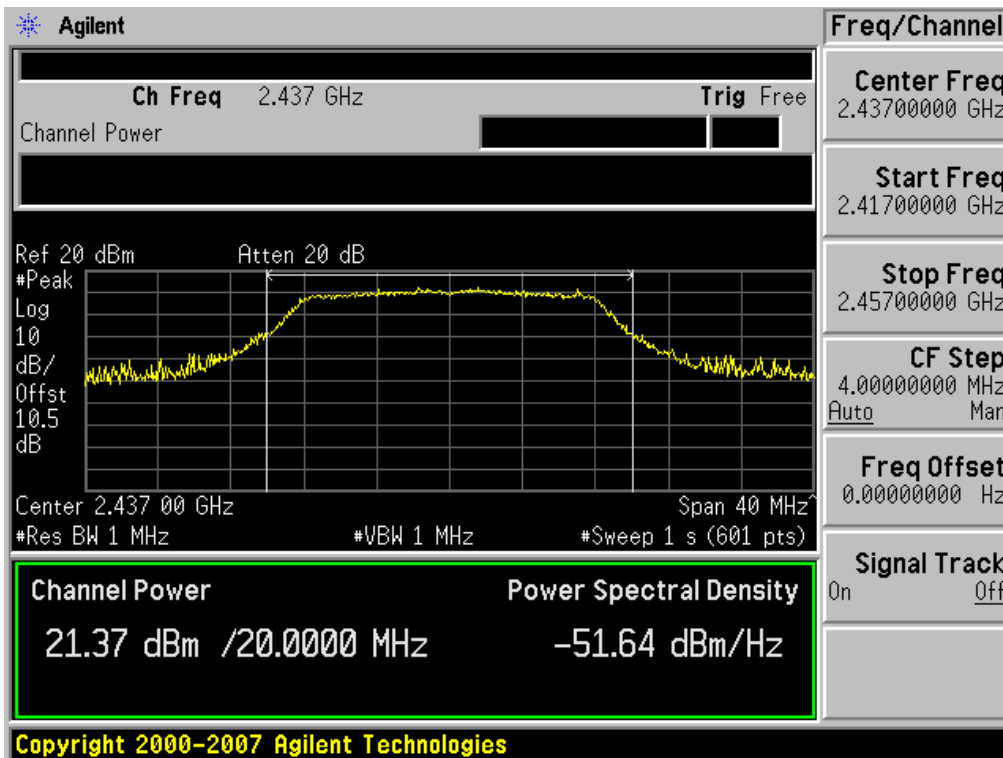 Agilent
Freq/Channel
Ch Freq 2.437 GHz
Trig Free
Channel Power
Center Freq
2.43700000 GHz
Start Freq
2.41700000 GHz
Stop Freq
2.45700000 GHz
CF Step
4.00000000 MHz
Auto Man
Freq Offset
0.00000000 Hz
Signal Track
On Off
Ref 20 dBm
Atten 20 dB
#Peak
Log
10
dB/
Offst
10.5
dB
Center 2.437 00 GHz
Span 40 MHz^
#Res BW 1 MHz
#VBW 1 MHz
#Sweep 1 s (601 pts)
Channel Power
Power Spectral Density
21.37 dBm /20.0000 MHz
-51.64 dBm/Hz
Copyright 2000-2007 Agilent Technologies